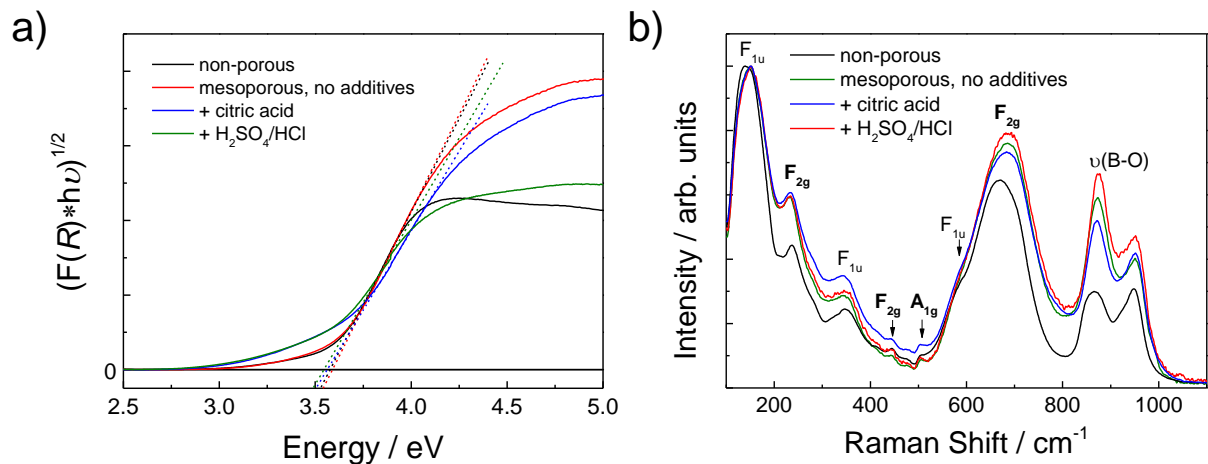 a)
non-porous
mesoporous, no additives
+ citric acid
+ H₂SO₄/HCl
(F(R)*hυ)^1/2
0
2.5 3.0 3.5 4.0 4.5 5.0
Energy / eV
b)
non-porous
mesoporous, no additives
+ citric acid
+ H₂SO₄/HCl
F₁ᵤ
F₂g
F₁ᵤ
F₂g
A₁g
F₁ᵤ
F₂g
υ(B-O)
Intensity / arb. units
200 400 600 800 1000
Raman Shift / cm⁻¹